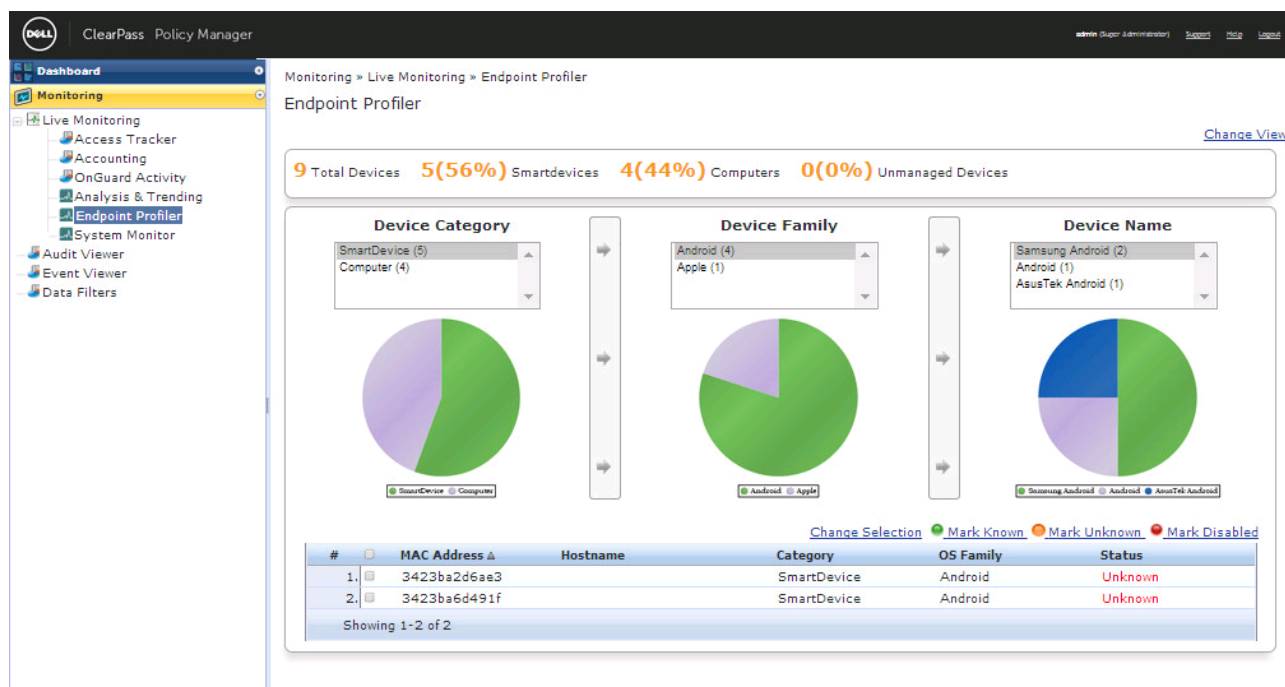 DELL
ClearPass Policy Manager
admin (Super Administrator) Support Help Logout
Dashboard
Monitoring
Live Monitoring
Access Tracker
Accounting
OnGuard Activity
Analysis & Trending
Endpoint Profiler
System Monitor
Audit Viewer
Event Viewer
Data Filters
Monitoring » Live Monitoring » Endpoint Profiler
Endpoint Profiler
Change View
9 Total Devices 5(56%) Smartdevices 4(44%) Computers 0(0%) Unmanaged Devices
Device Category
SmartDevice (5)
Computer (4)
SmartDevice Computer
Device Family
Android (4)
Apple (1)
Android Apple
Device Name
Samsung Android (2)
Android (1)
AsusTek Android (1)
Samsung Android Android AsusTek Android
Change Selection Mark Known Mark Unknown Mark Disabled
# MAC Address Hostname Category OS Family Status
1. 3423ba2d6ae3 SmartDevice Android Unknown
2. 3423ba6d491f SmartDevice Android Unknown
Showing 1-2 of 2